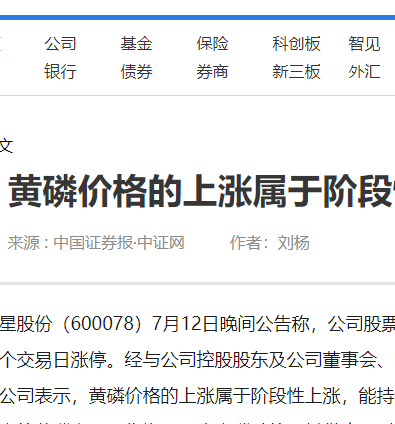 公司 基金 保险 科创板 智见
银行 债券 券商 新三板 外汇
文
黄磷价格的上涨属于阶段
来源:中国证券报·中证网 作者:刘杨
星股份(600078)7月12日晚间公告称，公司股票
个交易日涨停。经与公司控股股东及公司董事会、
公司表示，黄磷价格的上涨属于阶段性上涨，能持